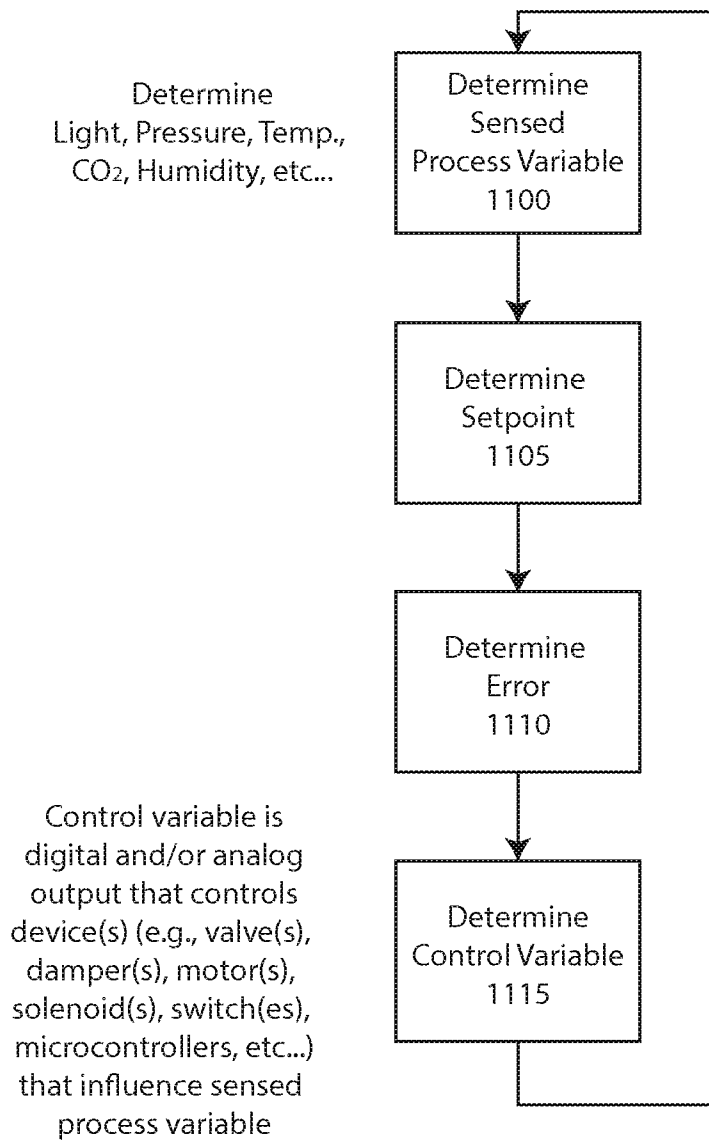 Determine
Light, Pressure, Temp.,
CO₂, Humidity, etc...
Determine
Sensed
Process Variable
1100
Determine
Setpoint
1105
Determine
Error
1110
Control variable is
digital and/or analog
output that controls
device(s) (e.g., valve(s),
damper(s), motor(s),
solenoid(s), switch(es),
microcontrollers, etc...)
that influence sensed
process variable
Determine
Control Variable
1115